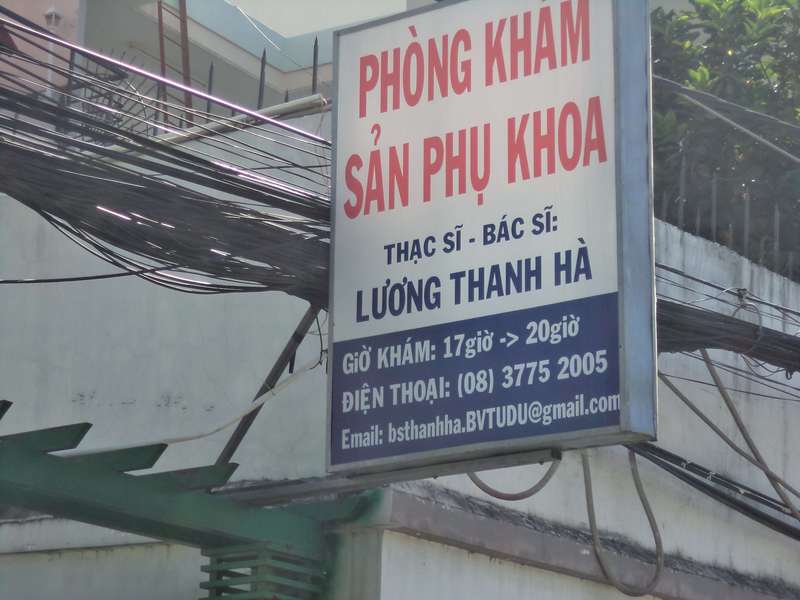 PHÒNG KHÁM
SẢN PHỤ KHOA
THẠC SĨ - BÁC SĨ:
LƯƠNG THANH HÀ
GIỜ KHÁM: 17giờ -> 20giờ
ĐIỆN THOẠI: (08) 3775 2005
Email: bsthanhha.BVTUDU@gmail.com